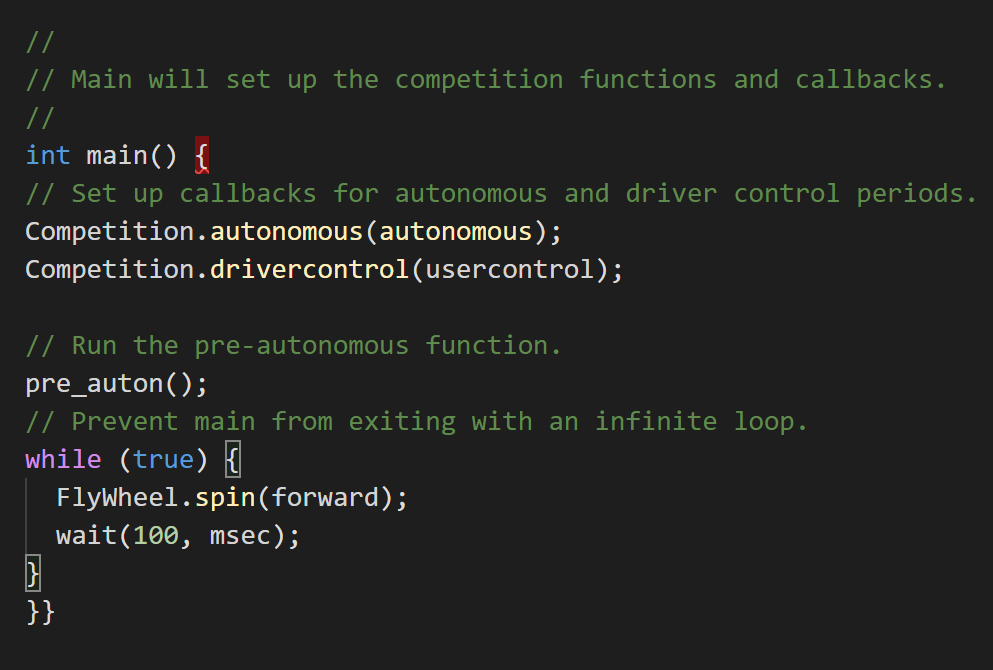 //
// Main will set up the competition functions and callbacks.
//
int main() {
// Set up callbacks for autonomous and driver control periods.
Competition.autonomous(autonomous);
Competition.drivercontrol(usercontrol);

// Run the pre-autonomous function.
pre_auton();
// Prevent main from exiting with an infinite loop.
while (true) {
  FlyWheel.spin(forward);
  wait(100, msec);
}
}}